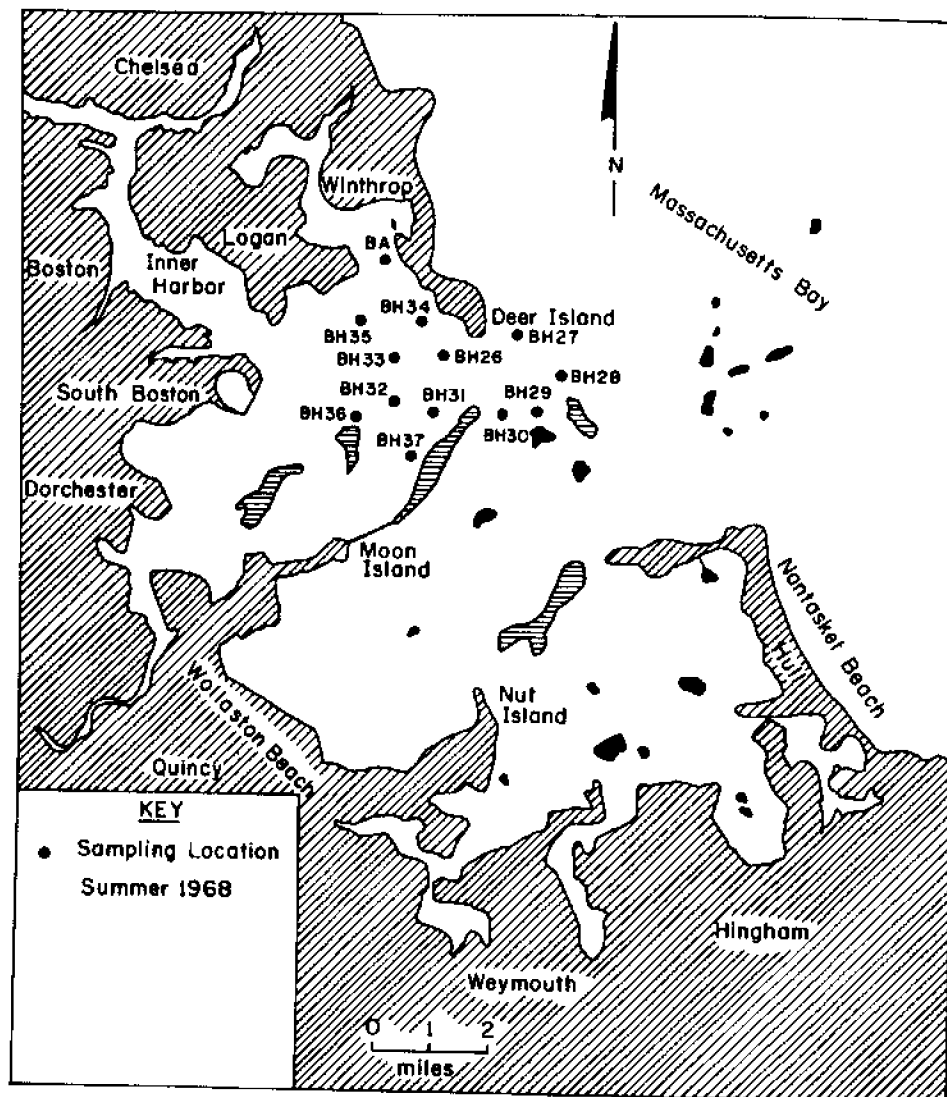 Chelsea
N
Winthrop
Massachusetts Bay
Logan
BA
Boston
Inner
Harbor
BH34
Deer Island
BH35
BH27
BH33
BH26
BH28
BH32
BH31
BH29
South Boston
BH36
BH30
BH37
Dorchester
Moon
Island
Nantasket Beach
Hull
Wollaston Beach
Nut
Island
Quincy
KEY
Sampling Location
Summer 1968
Hingham
Weymouth
0 1 2
miles